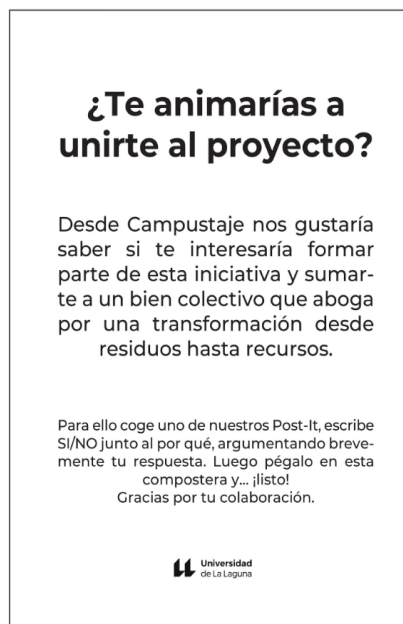 ¿Te animarías a
unirte al proyecto?
Desde Campustaje nos gustaría
saber si te interesaría formar
parte de esta iniciativa y sumar-
te a un bien colectivo que aboga
por una transformación desde
residuos hasta recursos.
Para ello coge uno de nuestros Post-It, escribe
SI/NO junto al por qué, argumentando breve-
mente tu respuesta. Luego pégalo en esta
compostera y... ¡listo!
Gracias por tu colaboración.
Universidad
de La Laguna